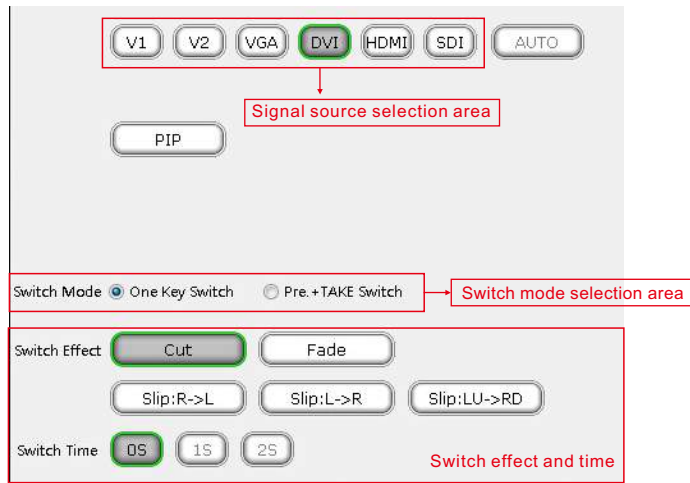 V1 V2 VGA DVI HDMI SDI AUTO
Signal source selection area
PIP
Switch Mode One Key Switch Pre.+TAKE Switch Switch mode selection area
Switch Effect Cut Fade
Slip:R->L Slip:L->R Slip:LU->RD
Switch Time 0S 1S 2S
Switch effect and time